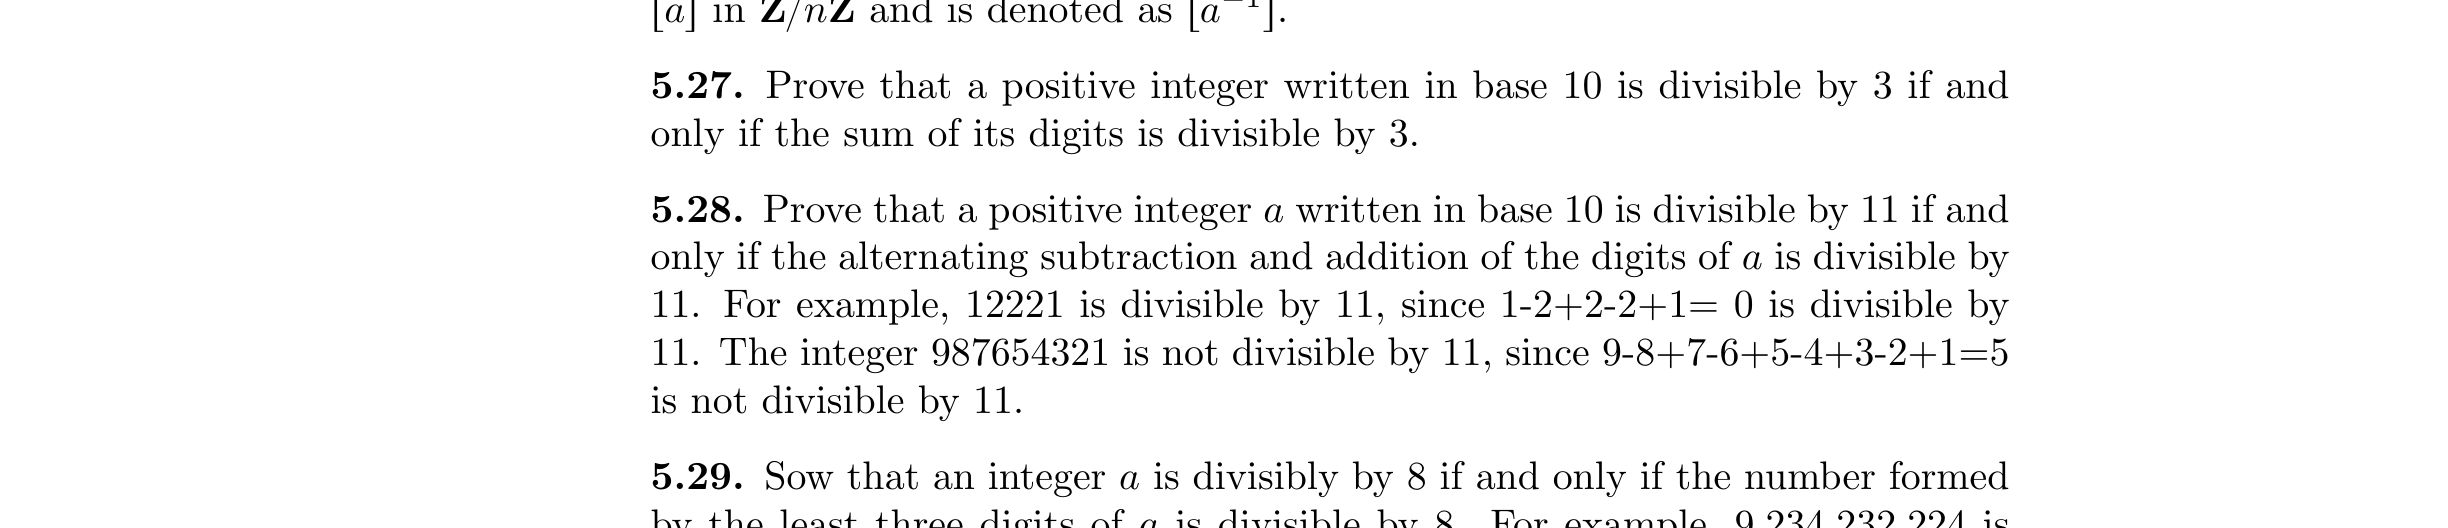 [a] in Z/nZ and is denoted as [a⁻¹].
5.27. Prove that a positive integer written in base 10 is divisible by 3 if and
only if the sum of its digits is divisible by 3.
5.28. Prove that a positive integer a written in base 10 is divisible by 11 if and
only if the alternating subtraction and addition of the digits of a is divisible by
11. For example, 12221 is divisible by 11, since 1-2+2-2+1= 0 is divisible by
11. The integer 987654321 is not divisible by 11, since 9-8+7-6+5-4+3-2+1=5
is not divisible by 11.
5.29. Sow that an integer a is divisibly by 8 if and only if the number formed
by the least three digits of a is divisible by 8. For example, 9,234,232,224 is